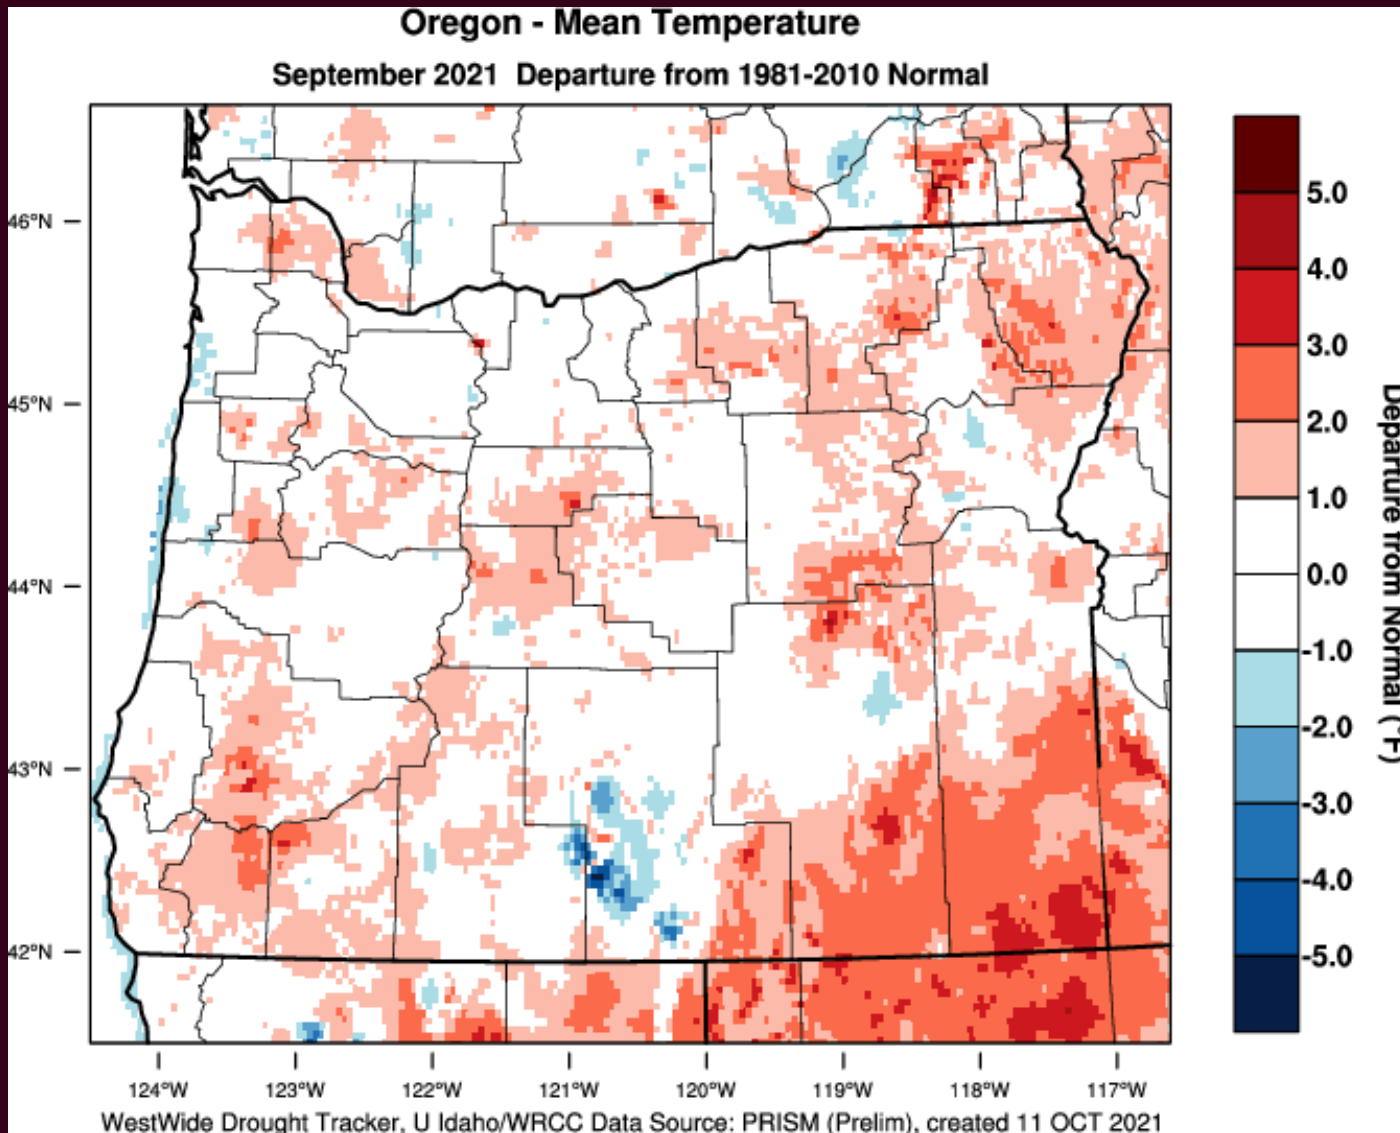 Oregon - Mean Temperature
September 2021 Departure from 1981-2010 Normal
46°N
45°N
44°N
43°N
42°N
124°W 123°W 122°W 121°W 120°W 119°W 118°W 117°W
5.0
4.0
3.0
2.0
1.0
0.0
-1.0
-2.0
-3.0
-4.0
-5.0
Departure from Normal (°F)
WestWide Drought Tracker, U Idaho/WRCC Data Source: PRISM (Prelim), created 11 OCT 2021